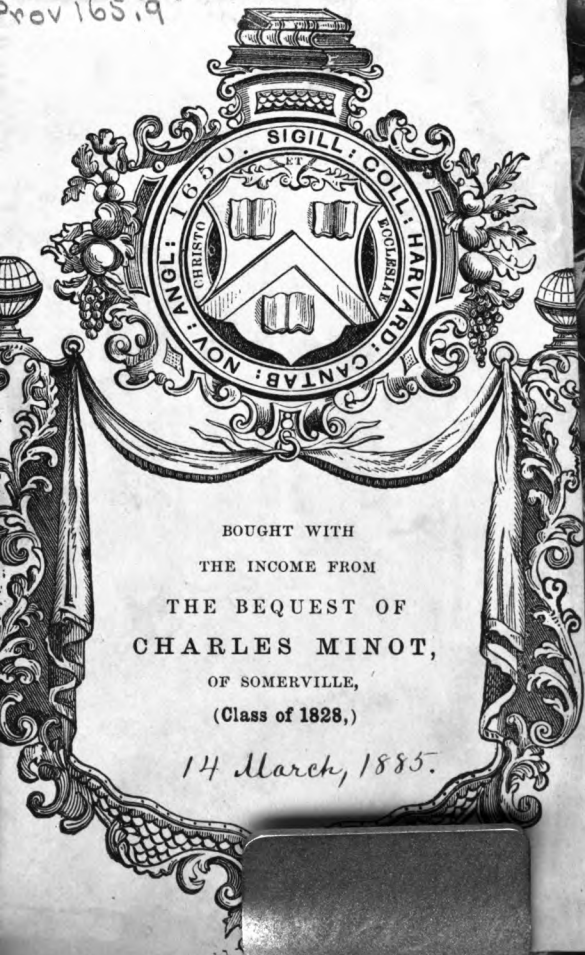 Prov 165.9
SIGILL: COLL: HARVARD: CANTAB: NOV: ANGL: 1650.
ET
CHRISTO
ECCLESIAE
BOUGHT WITH
THE INCOME FROM
THE BEQUEST OF
CHARLES MINOT,
OF SOMERVILLE,
(Class of 1828,)
14 March, 1885.